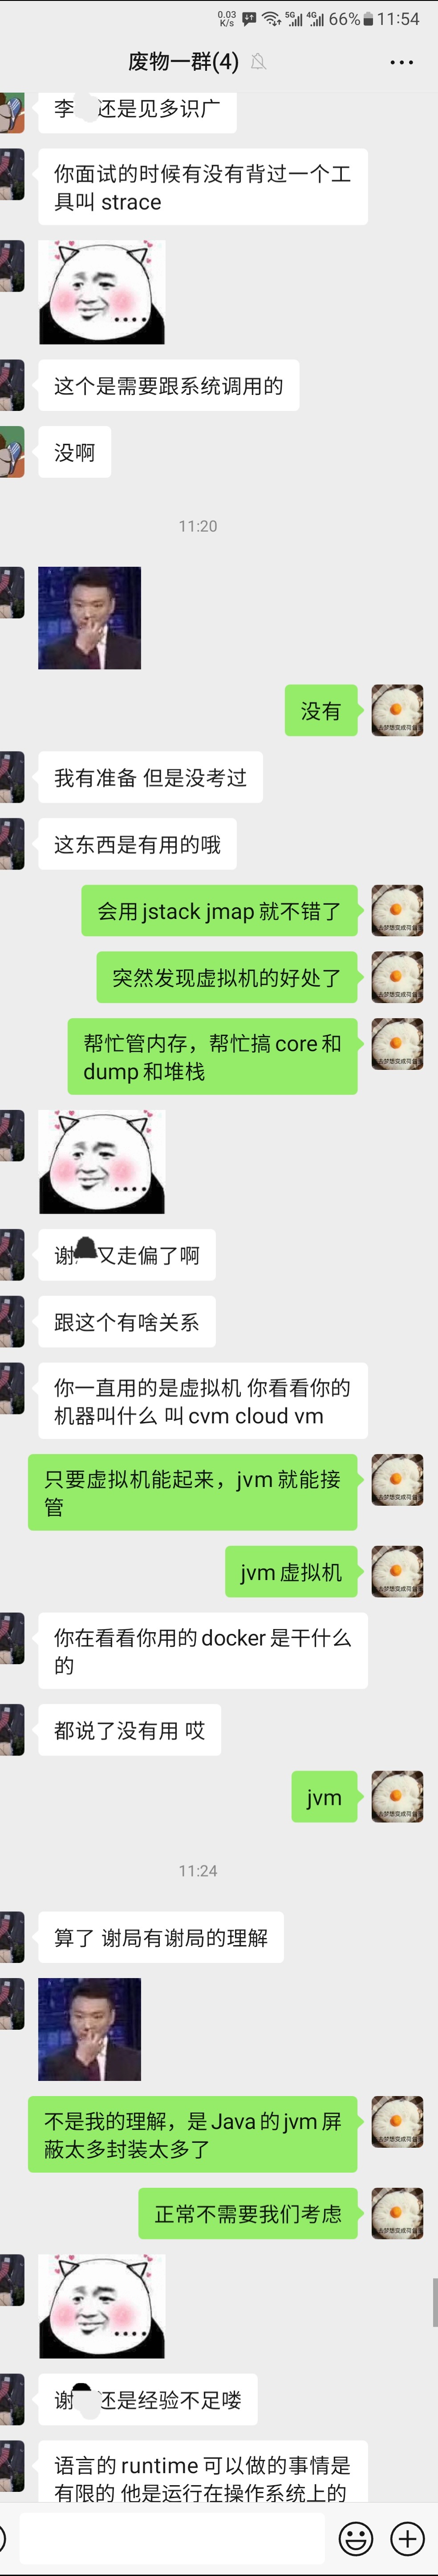 0.03
K/s
5G
4G
66%
11:54
废物一群(4)
李 还是见多识广
你面试的时候有没有背过一个工
具叫 strace
....
这个是需要跟系统调用的
没啊
11:20
没有
我有准备 但是没考过
这东西是有用的哦
会用 jstack jmap 就不错了
突然发现虚拟机的好处了
帮忙管内存，帮忙搞 core 和
dump 和堆栈
....
谢 又走偏了啊
跟这个有啥关系
你一直用的是虚拟机 你看看你的
机器叫什么 叫 cvm cloud vm
只要虚拟机能起来，jvm 就能接
管
jvm 虚拟机
你在看看你用的 docker 是干什么
的
都说了没有用 哎
jvm
11:24
算了 谢局有谢局的理解
不是我的理解，是 Java 的 jvm 屏
蔽太多封装太多了
正常不需要我们考虑
....
谢 还是经验不足喽
语言的 runtime 可以做的事情是
有限的 他是运行在操作系统上的